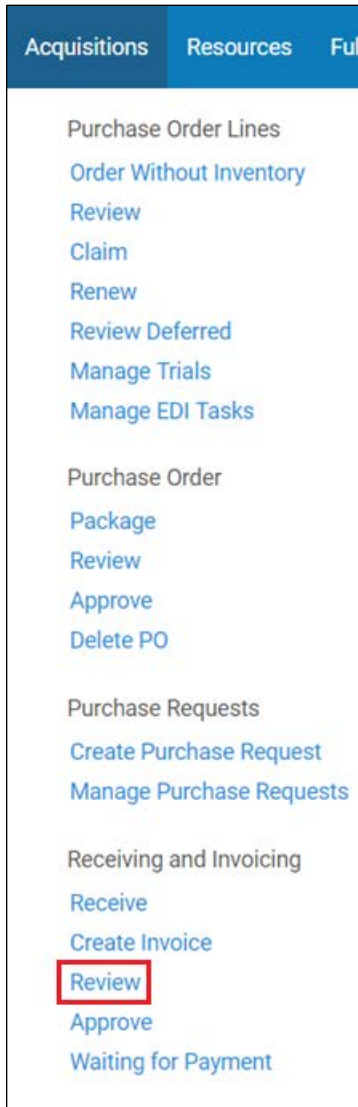 Acquisitions Resources
Purchase Order Lines
Order Without Inventory
Review
Claim
Renew
Review Deferred
Manage Trials
Manage EDI Tasks
Purchase Order
Package
Review
Approve
Delete PO
Purchase Requests
Create Purchase Request
Manage Purchase Requests
Receiving and Invoicing
Receive
Create Invoice
Review
Approve
Waiting for Payment